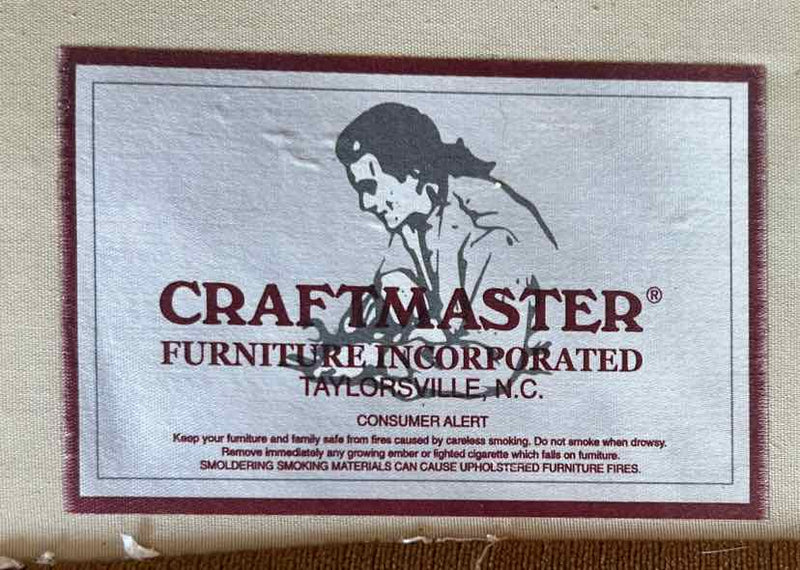 CRAFTMASTER®
FURNITURE INCORPORATED
TAYLORSVILLE, N.C.
CONSUMER ALERT
Keep your furniture and family safe from fires caused by careless smoking. Do not smoke when drowsy.
Remove immediately any growing ember or lighted cigarette which falls on furniture.
SMOLDERING SMOKING MATERIALS CAN CAUSE UPHOLSTERED FURNITURE FIRES.